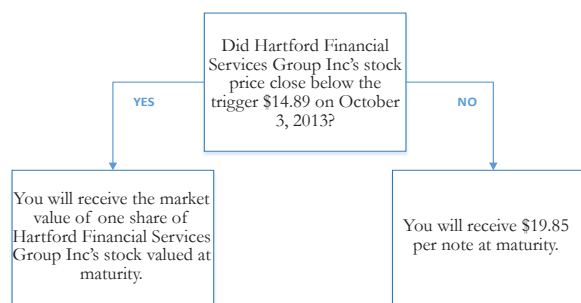 Did Hartford Financial
Services Group Inc's stock
price close below the
trigger $14.89 on October
3, 2013?
YES
NO
You will receive the market
value of one share of
Hartford Financial Services
Group Inc's stock valued at
maturity.
You will receive $19.85
per note at maturity.